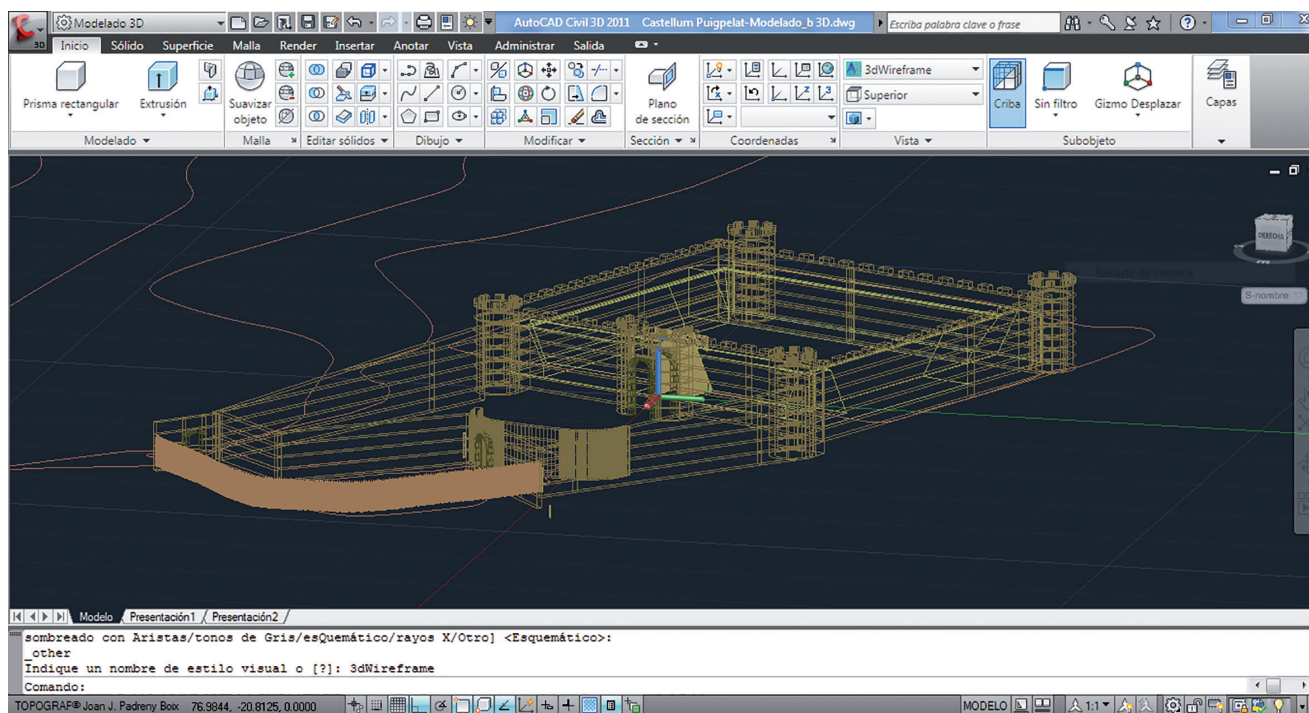 Modelado 3D
AutoCAD Civil 3D 2011 Castellum Puigpelat-Modelado_b 3D.dwg
Escriba palabra clave o frase
3D
Inicio Sólido Superficie Malla Render Insertar Anotar Vista Administrar Salida
3dWireframe
Superior
Prisma rectangular Extrusión Suavizar objeto Plano de sección Criba Sin filtro Gizmo Desplazar Capas
Modelado Malla Editar sólidos Dibujo Modificar Sección Coordenadas Vista Subobjeto
DERECHA
Recorte de ventana
S-nombre
Modelo Presentación1 Presentación2
sombreado con Aristas/tonos de Gris/esQuemático/rayos X/Otro] <Esquemático>:
_other
Indique un nombre de estilo visual o [?]: 3dWireframe
Comando:
TOPOGRAF® Joan J. Padreny Boix 76.9844, -20.8125, 0.0000 MODELO 1:1